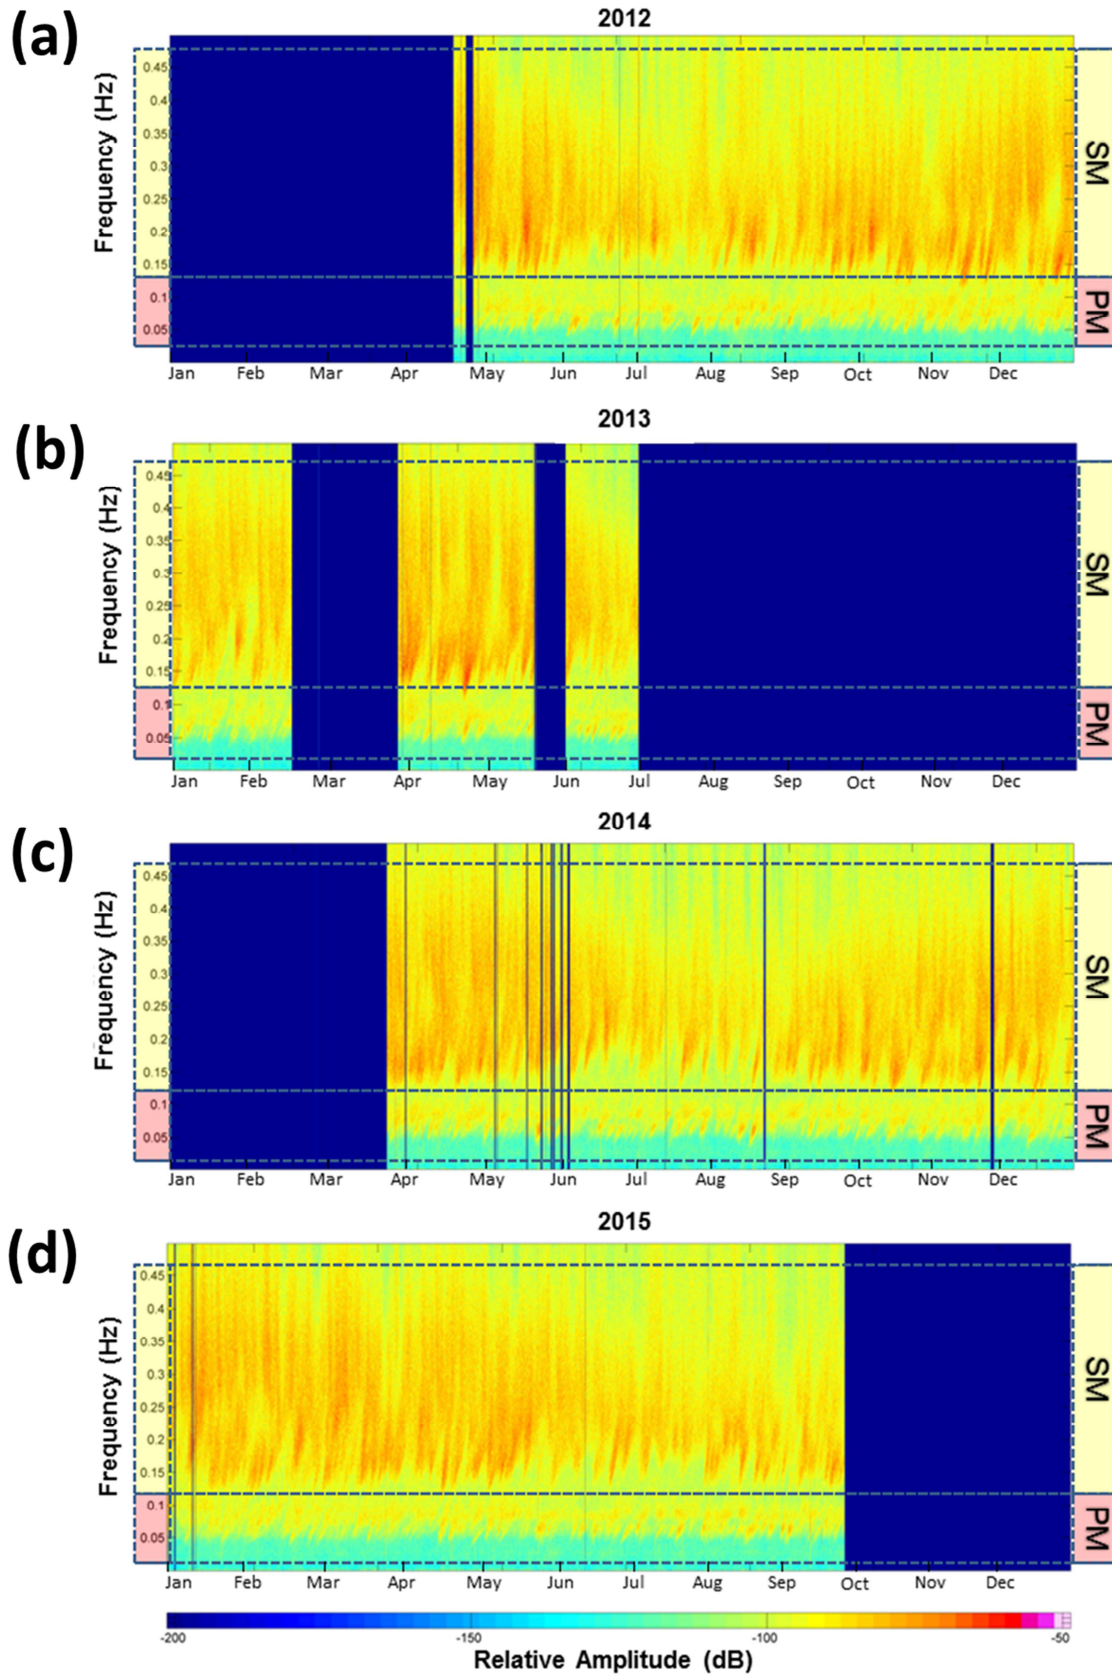 (a)
2012
Frequency (Hz)
0.45
0.4
0.35
0.3
0.25
0.2
0.15
0.1
0.05
SM
PM
Jan Feb Mar Apr May Jun Jul Aug Sep Oct Nov Dec
(b)
2013
Frequency (Hz)
0.45
0.4
0.35
0.3
0.25
0.2
0.15
0.1
0.05
SM
PM
Jan Feb Mar Apr May Jun Jul Aug Sep Oct Nov Dec
(c)
2014
Frequency (Hz)
0.45
0.4
0.35
0.3
0.25
0.2
0.15
0.1
0.05
SM
PM
Jan Feb Mar Apr May Jun Jul Aug Sep Oct Nov Dec
(d)
2015
Frequency (Hz)
0.45
0.4
0.35
0.3
0.25
0.2
0.15
0.1
0.05
SM
PM
Jan Feb Mar Apr May Jun Jul Aug Sep Oct Nov Dec
-200 -150 -100 -50
Relative Amplitude (dB)